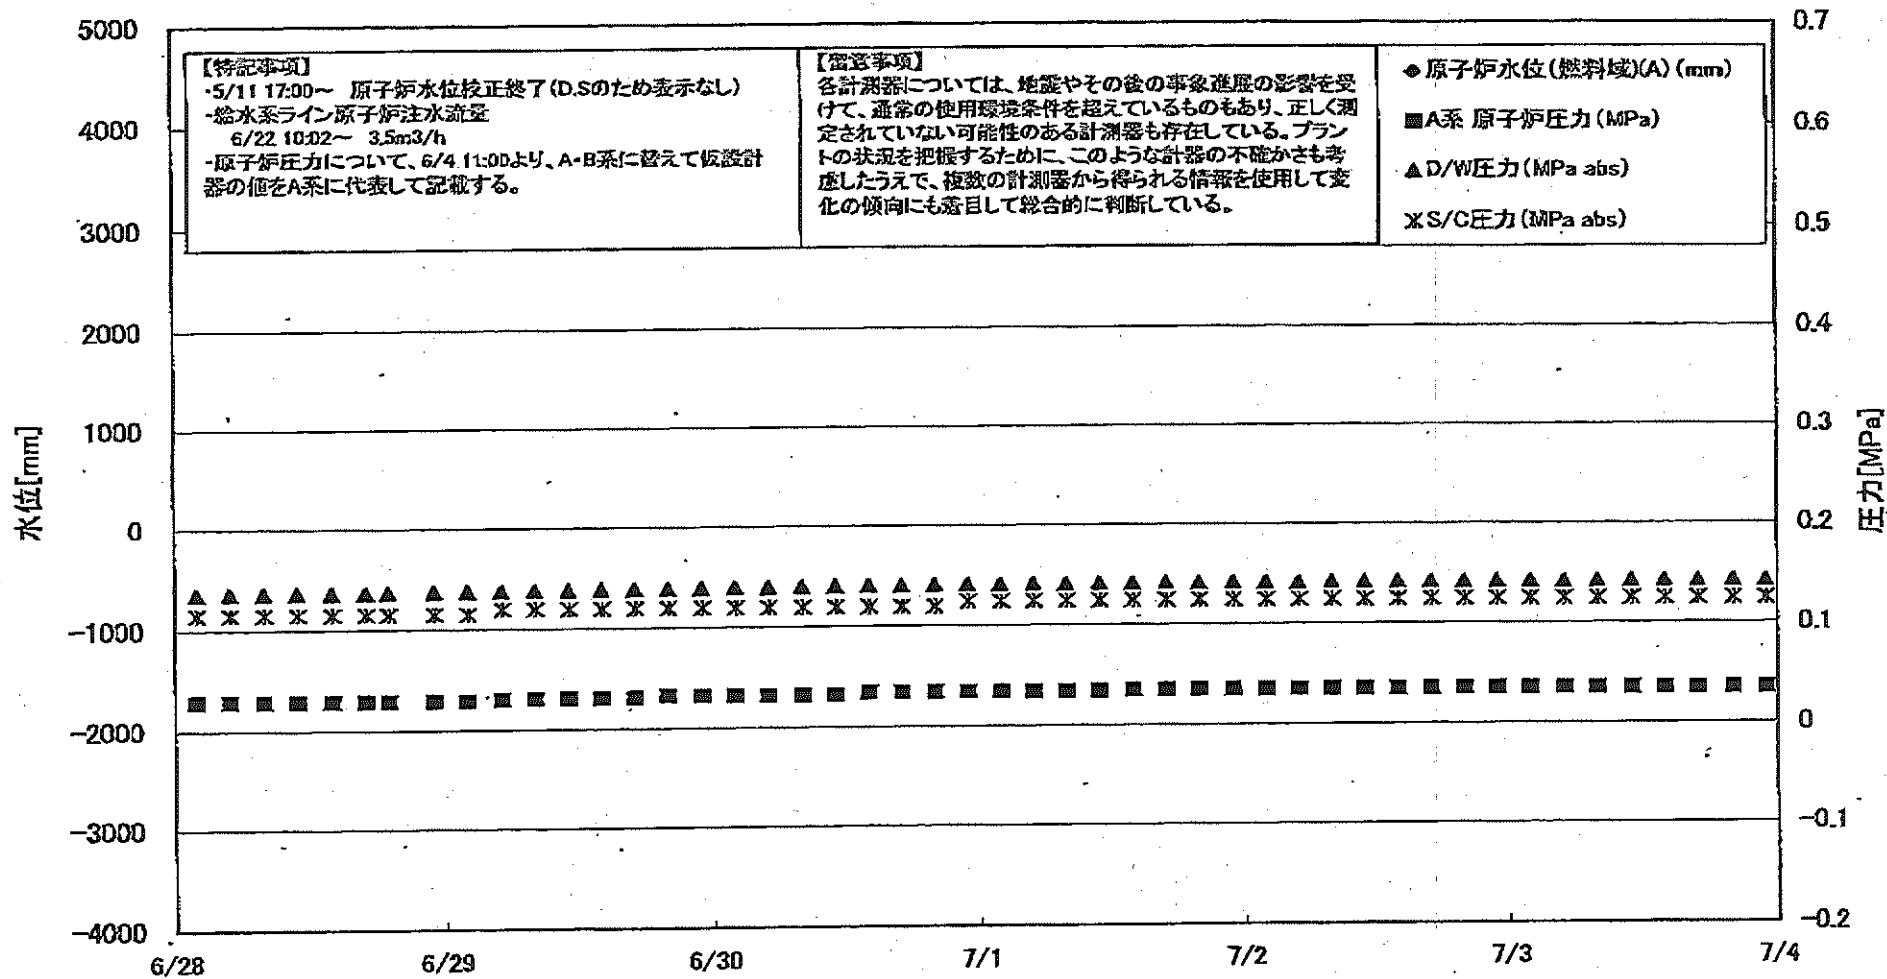 5000
4000
3000
2000
1000
0
-1000
-2000
-3000
-4000
水位[mm]
【特記事項】
・5/11 17:00～ 原子炉水位校正終了(D.Sのため表示なし)
・給水系ライン原子炉注水流量
6/22 10:02～ 3.5m3/h
・原子炉圧力について、6/4 11:00より、A・B系に替えて仮設計
器の値をA系に代表して記載する。
【留意事項】
各計測器については、地震やその後の事象進展の影響を受
けて、通常の使用環境条件を超えているものもあり、正しく測
定されていない可能性のある計測器も存在している。プラン
トの状況を把握するために、このような計器の不確かさも考
慮したうえで、複数の計測器から得られる情報を使用して変
化の傾向にも着目して総合的に判断している。
原子炉水位(燃料域)(A)(mm)
A系 原子炉圧力(MPa)
D/W圧力(MPa abs)
S/C圧力(MPa abs)
0.7
0.6
0.5
0.4
0.3
0.2
0.1
0
-0.1
-0.2
圧力[MPa]
6/28
6/29
6/30
7/1
7/2
7/3
7/4